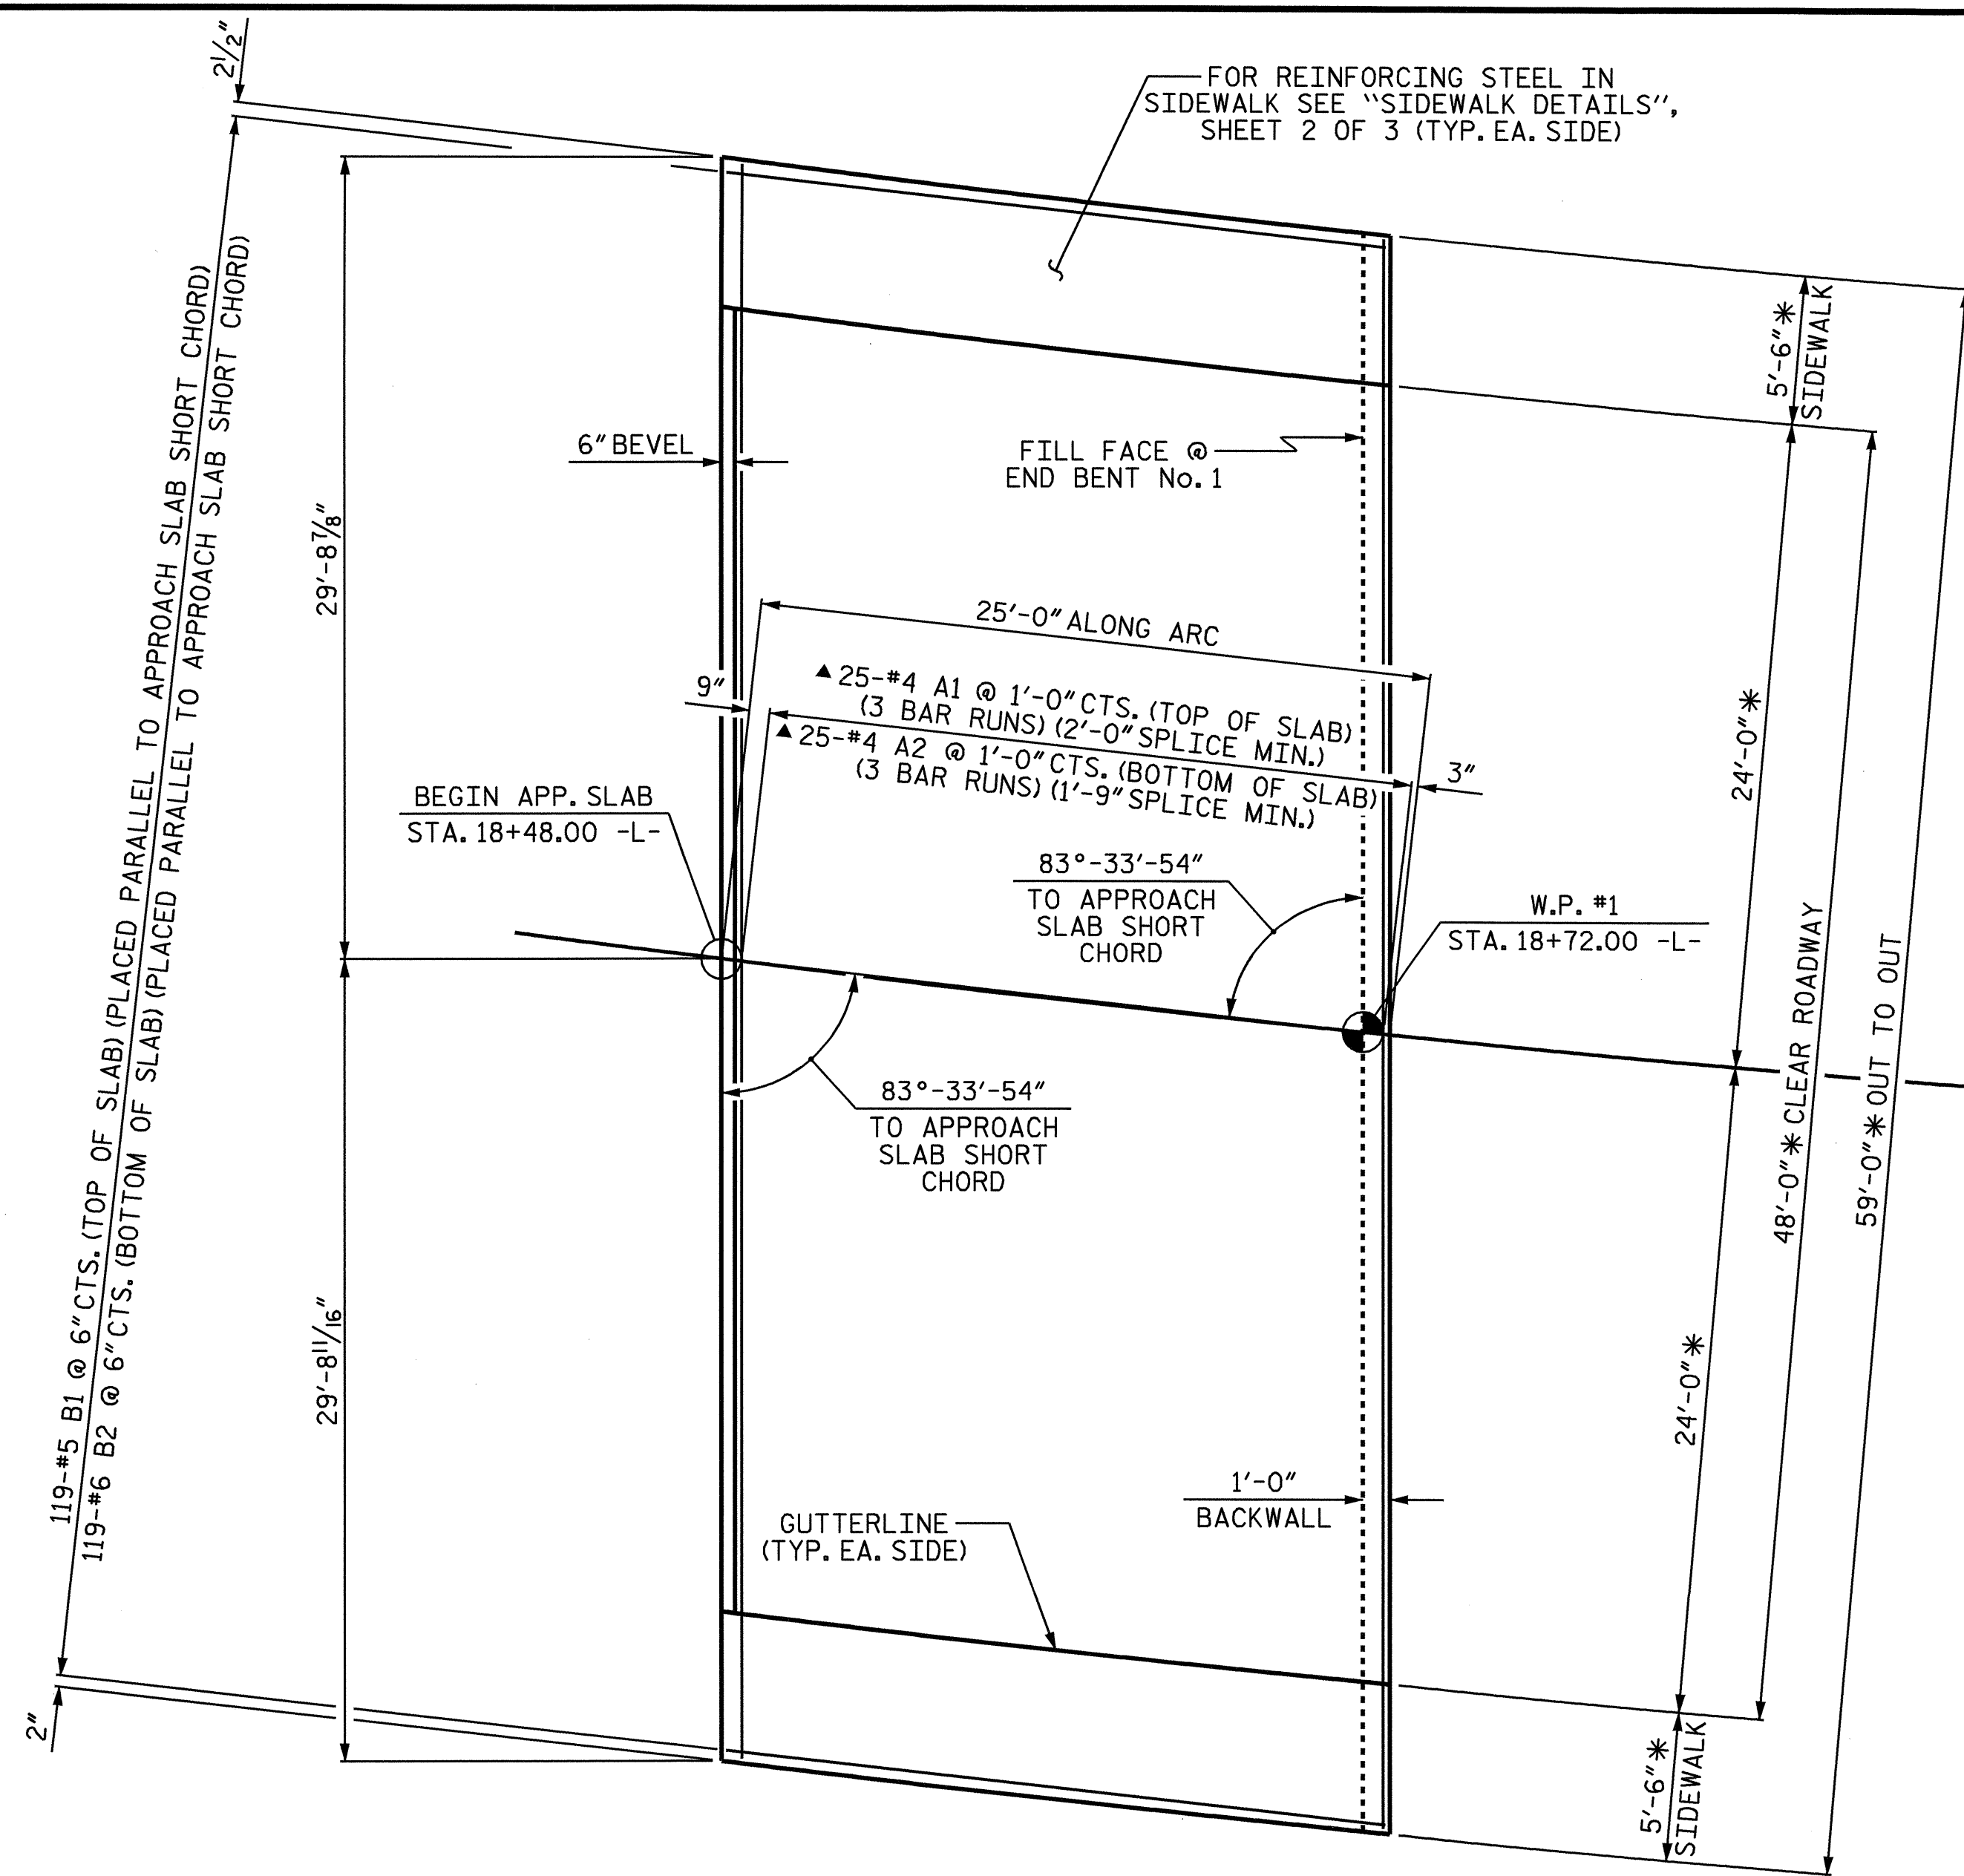 2½"
FOR REINFORCING STEEL IN
SIDEWALK SEE "SIDEWALK DETAILS",
SHEET 2 OF 3 (TYP. EA. SIDE)
119-#5 B1 @ 6" CTS. (TOP OF SLAB) (PLACED PARALLEL TO APPROACH SLAB SHORT CHORD)
119-#6 B2 @ 6" CTS. (BOTTOM OF SLAB) (PLACED PARALLEL TO APPROACH SLAB SHORT CHORD)
29'-8⅞"
6" BEVEL
FILL FACE @
END BENT No. 1
5'-6"*
SIDEWALK
25'-0" ALONG ARC
9"
▲ 25-#4 A1 @ 1'-0" CTS. (TOP OF SLAB)
(3 BAR RUNS) (2'-0" SPLICE MIN.)
▲ 25-#4 A2 @ 1'-0" CTS. (BOTTOM OF SLAB)
(3 BAR RUNS) (1'-9" SPLICE MIN.)
3"
24'-0"*
BEGIN APP. SLAB
STA. 18+48.00 -L-
83°-33'-54"
TO APPROACH
SLAB SHORT
CHORD
W.P. #1
STA. 18+72.00 -L-
83°-33'-54"
TO APPROACH
SLAB SHORT
CHORD
48'-0"* CLEAR ROADWAY
59'-0"* OUT TO OUT
29'-8 11/16"
24'-0"*
1'-0"
BACKWALL
GUTTERLINE
(TYP. EA. SIDE)
2"
5'-6"*
SIDEWALK